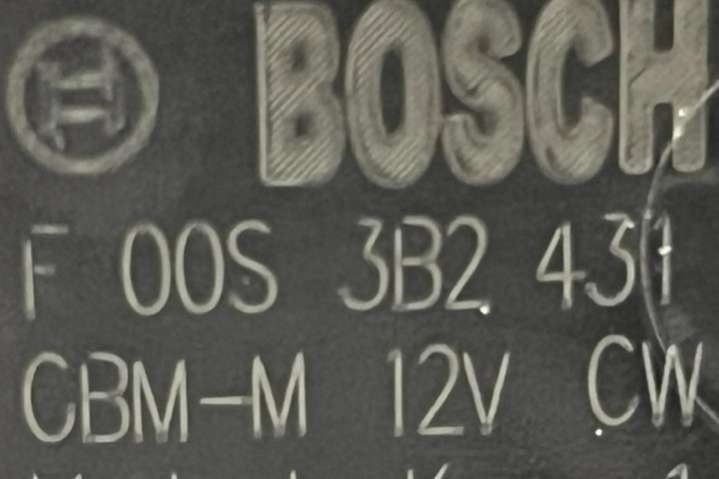 BOSCH
F 00S 3B2 431
CBM-M 12V CW